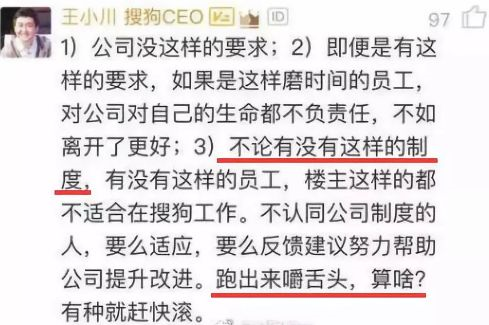 王小川 搜狗CEO V ID 97
1）公司没这样的要求；2）即便是有这
样的要求，如果是这样磨时间的员工，
对公司对自己的生命都不负责任，不如
离开了更好；3）不论有没有这样的制
度，有没有这样的员工，楼主这样的都
不适合在搜狗工作。不认同公司制度的
人，要么适应，要么反馈建议努力帮助
公司提升改进。跑出来嚼舌头，算啥？
有种就赶快滚。